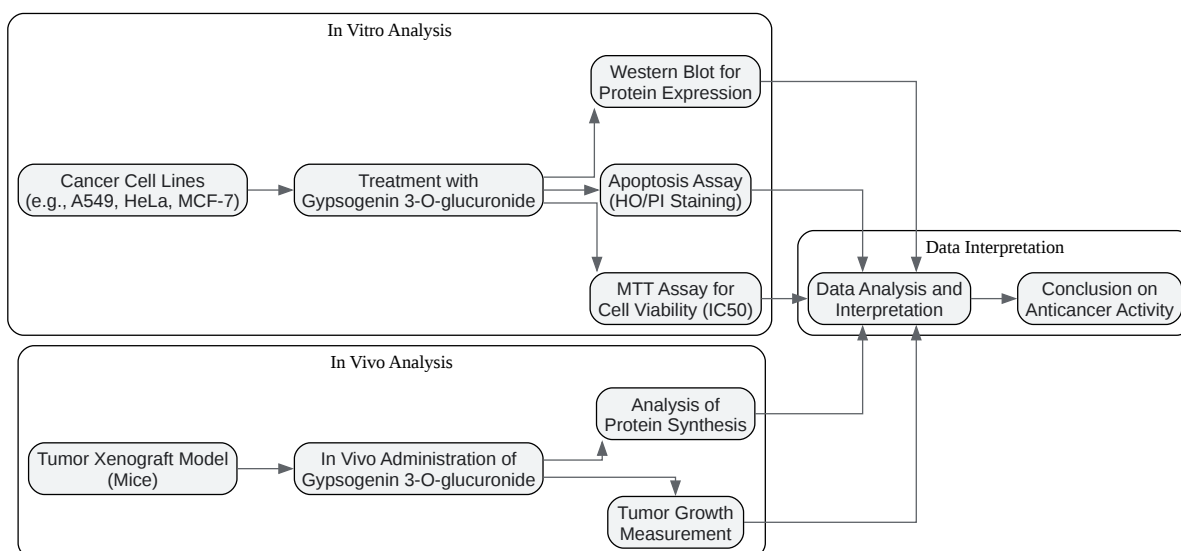 In Vitro Analysis
Western Blot for
Protein Expression
Cancer Cell Lines
(e.g., A549, HeLa, MCF-7)
Treatment with
Gypsogenin 3-O-glucuronide
Apoptosis Assay
(HO/PI Staining)
MTT Assay for
Cell Viability (IC50)
Data Interpretation
Data Analysis and
Interpretation
Conclusion on
Anticancer Activity
In Vivo Analysis
Analysis of
Protein Synthesis
Tumor Xenograft Model
(Mice)
In Vivo Administration of
Gypsogenin 3-O-glucuronide
Tumor Growth
Measurement